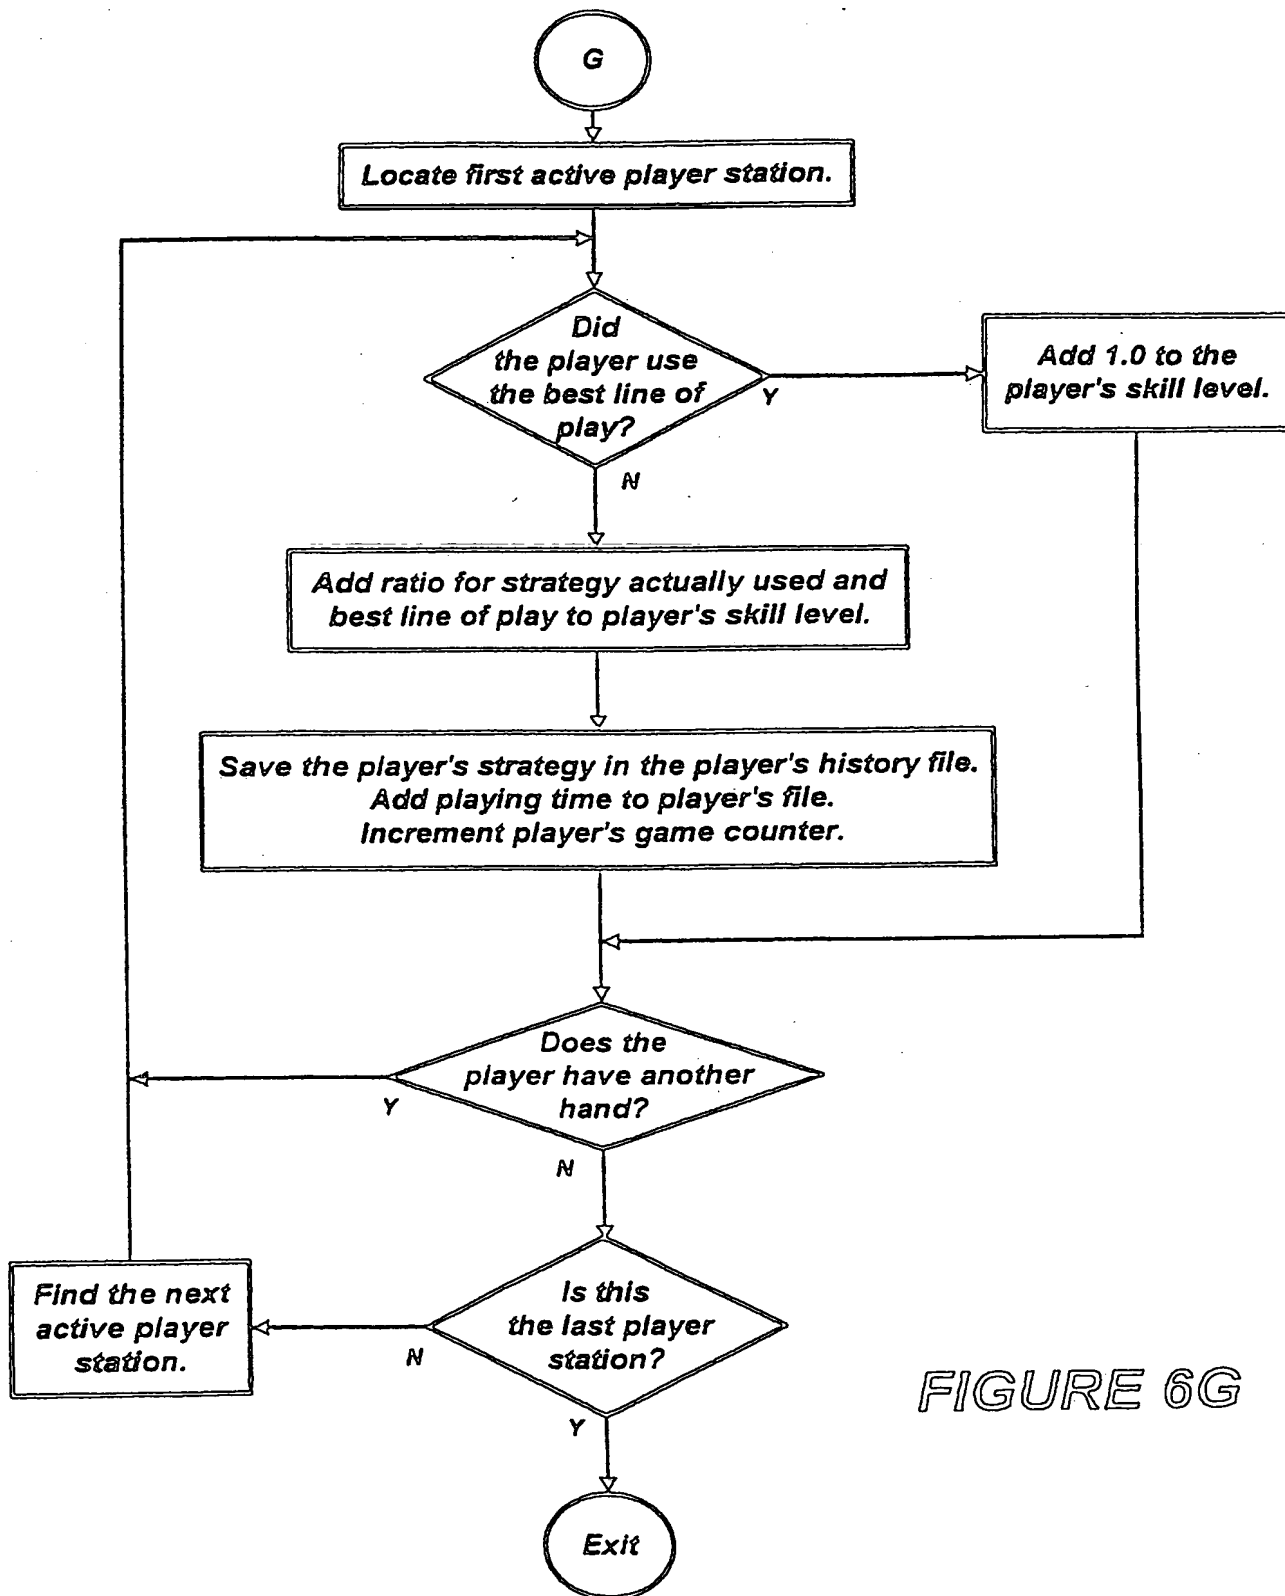 G
Locate first active player station.
Did
the player use
the best line of
play?
Y
N
Add 1.0 to the
player's skill level.
Add ratio for strategy actually used and
best line of play to player's skill level.
Save the player's strategy in the player's history file.
Add playing time to player's file.
Increment player's game counter.
Does the
player have another
hand?
Y
N
Is this
the last player
station?
N
Y
Find the next
active player
station.
Exit
FIGURE 6G